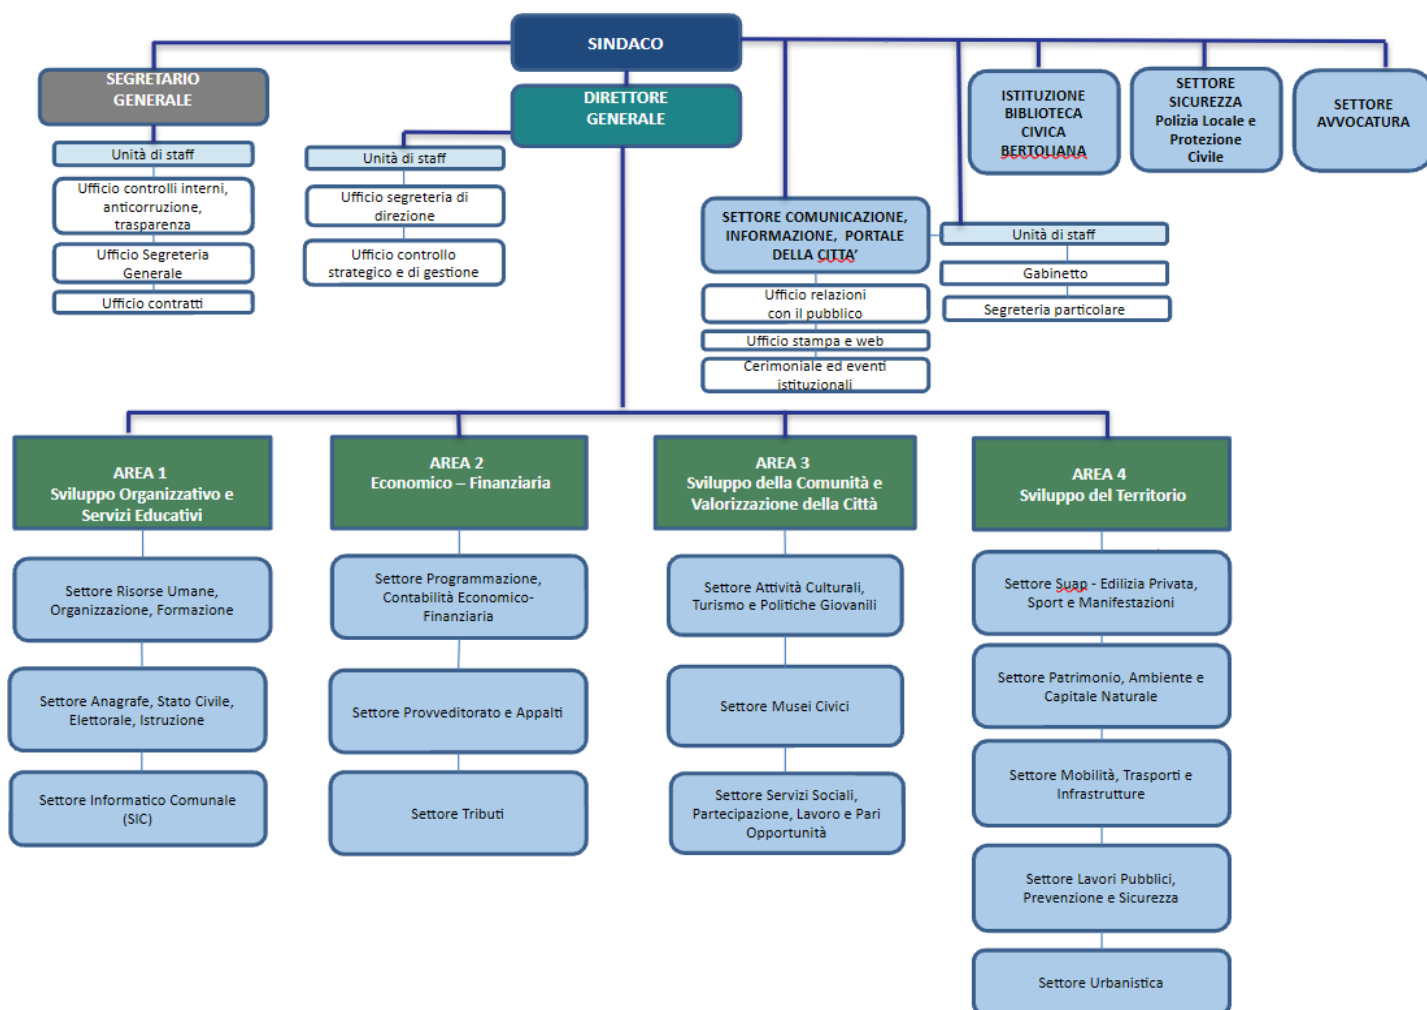 SINDACO
SEGRETARIO
GENERALE
DIRETTORE
GENERALE
ISTITUZIONE
BIBLIOTECA
CIVICA
BERTOLIANA
SETTORE
SICUREZZA
Polizia Locale e
Protezione
Civile
SETTORE
AVVOCATURA
Unità di staff
Ufficio controlli interni,
anticorruzione,
trasparenza
Ufficio Segreteria
Generale
Ufficio contratti
Unità di staff
Ufficio segreteria di
direzione
Ufficio controllo
strategico e di gestione
SETTORE COMUNICAZIONE,
INFORMAZIONE, PORTALE
DELLA CITTA’
Ufficio relazioni
con il pubblico
Ufficio stampa e web
Cerimoniale ed eventi
istituzionali
Unità di staff
Gabinetto
Segreteria particolare
AREA 1
Sviluppo Organizzativo e
Servizi Educativi
Settore Risorse Umane,
Organizzazione, Formazione
Settore Anagrafe, Stato Civile,
Elettorale, Istruzione
Settore Informatico Comunale
(SIC)
AREA 2
Economico – Finanziaria
Settore Programmazione,
Contabilità Economico-
Finanziaria
Settore Provveditorato e Appalti
Settore Tributi
AREA 3
Sviluppo della Comunità e
Valorizzazione della Città
Settore Attività Culturali,
Turismo e Politiche Giovanili
Settore Musei Civici
Settore Servizi Sociali,
Partecipazione, Lavoro e Pari
Opportunità
AREA 4
Sviluppo del Territorio
Settore Suap - Edilizia Privata,
Sport e Manifestazioni
Settore Patrimonio, Ambiente e
Capitale Naturale
Settore Mobilità, Trasporti e
Infrastrutture
Settore Lavori Pubblici,
Prevenzione e Sicurezza
Settore Urbanistica